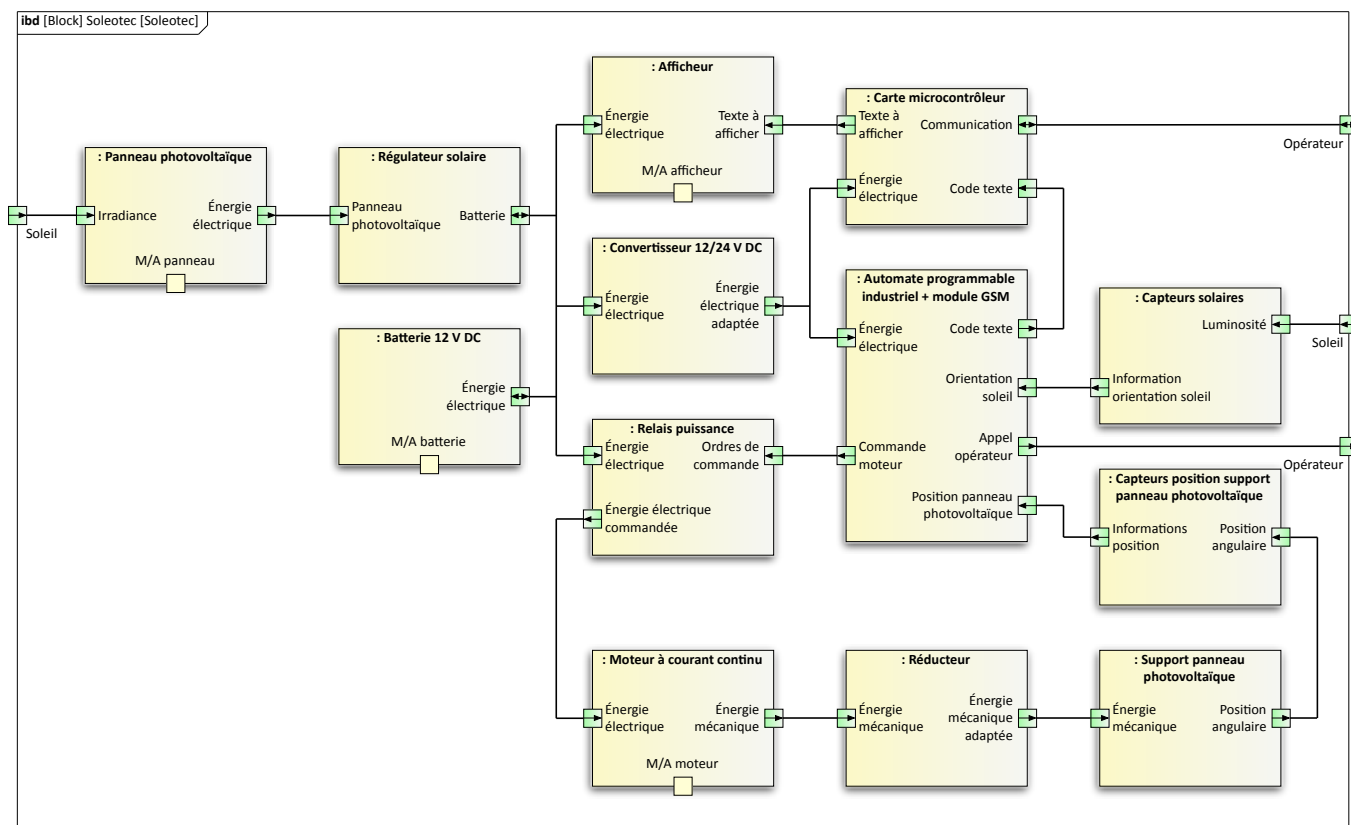 ibd [Block] Soleotec [Soleotec]
Soleil
: Panneau photovoltaïque
Irradiance
Énergie
électrique
M/A panneau
: Régulateur solaire
Panneau
photovoltaïque
Batterie
: Batterie 12 V DC
Énergie
électrique
M/A batterie
: Afficheur
Énergie
électrique
Texte à
afficher
M/A afficheur
: Convertisseur 12/24 V DC
Énergie
électrique
Énergie
électrique
adaptée
: Relais puissance
Énergie
électrique
Ordres de
commande
Énergie électrique
commandée
: Moteur à courant continu
Énergie
électrique
Énergie
mécanique
M/A moteur
: Carte microcontrôleur
Texte à
afficher
Communication
Énergie
électrique
Code texte
: Automate programmable
industriel + module GSM
Énergie
électrique
Code texte
Orientation
soleil
Commande
moteur
Appel
opérateur
Position panneau
photovoltaïque
: Réducteur
Énergie
mécanique
Énergie
mécanique
adaptée
Opérateur
: Capteurs solaires
Luminosité
Information
orientation soleil
Soleil
Opérateur
: Capteurs position support
panneau photovoltaïque
Informations
position
Position
angulaire
: Support panneau
photovoltaïque
Énergie
mécanique
Position
angulaire